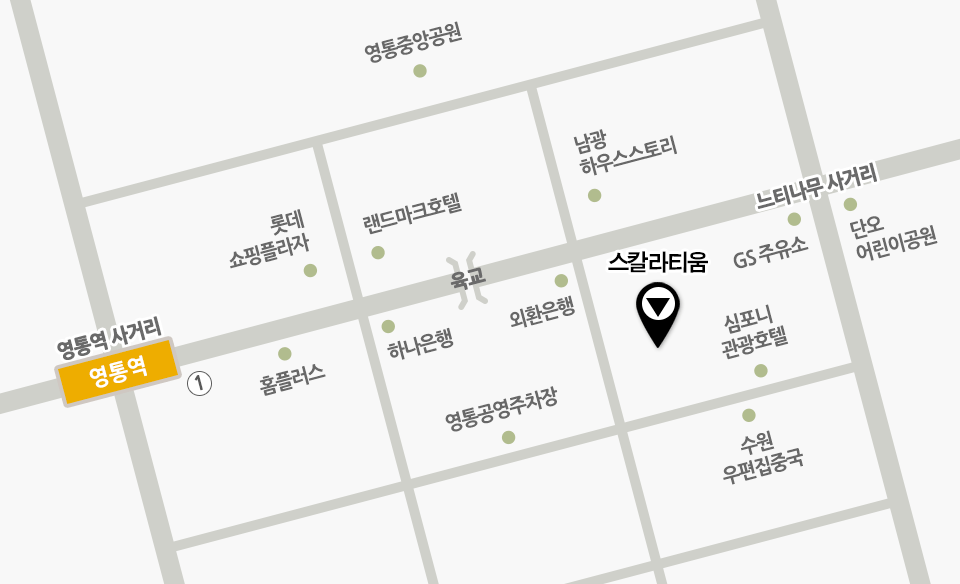 영통중앙공원
남광
하우스스토리
느티나무 사거리
랜드마크호텔
롯데
쇼핑플라자
단오
어린이공원
GS 주유소
스칼라티움
육교
외환은행
심포니
관광호텔
영통역 사거리
영통역
1
하나은행
홈플러스
영통공영주차장
수원
우편집중국